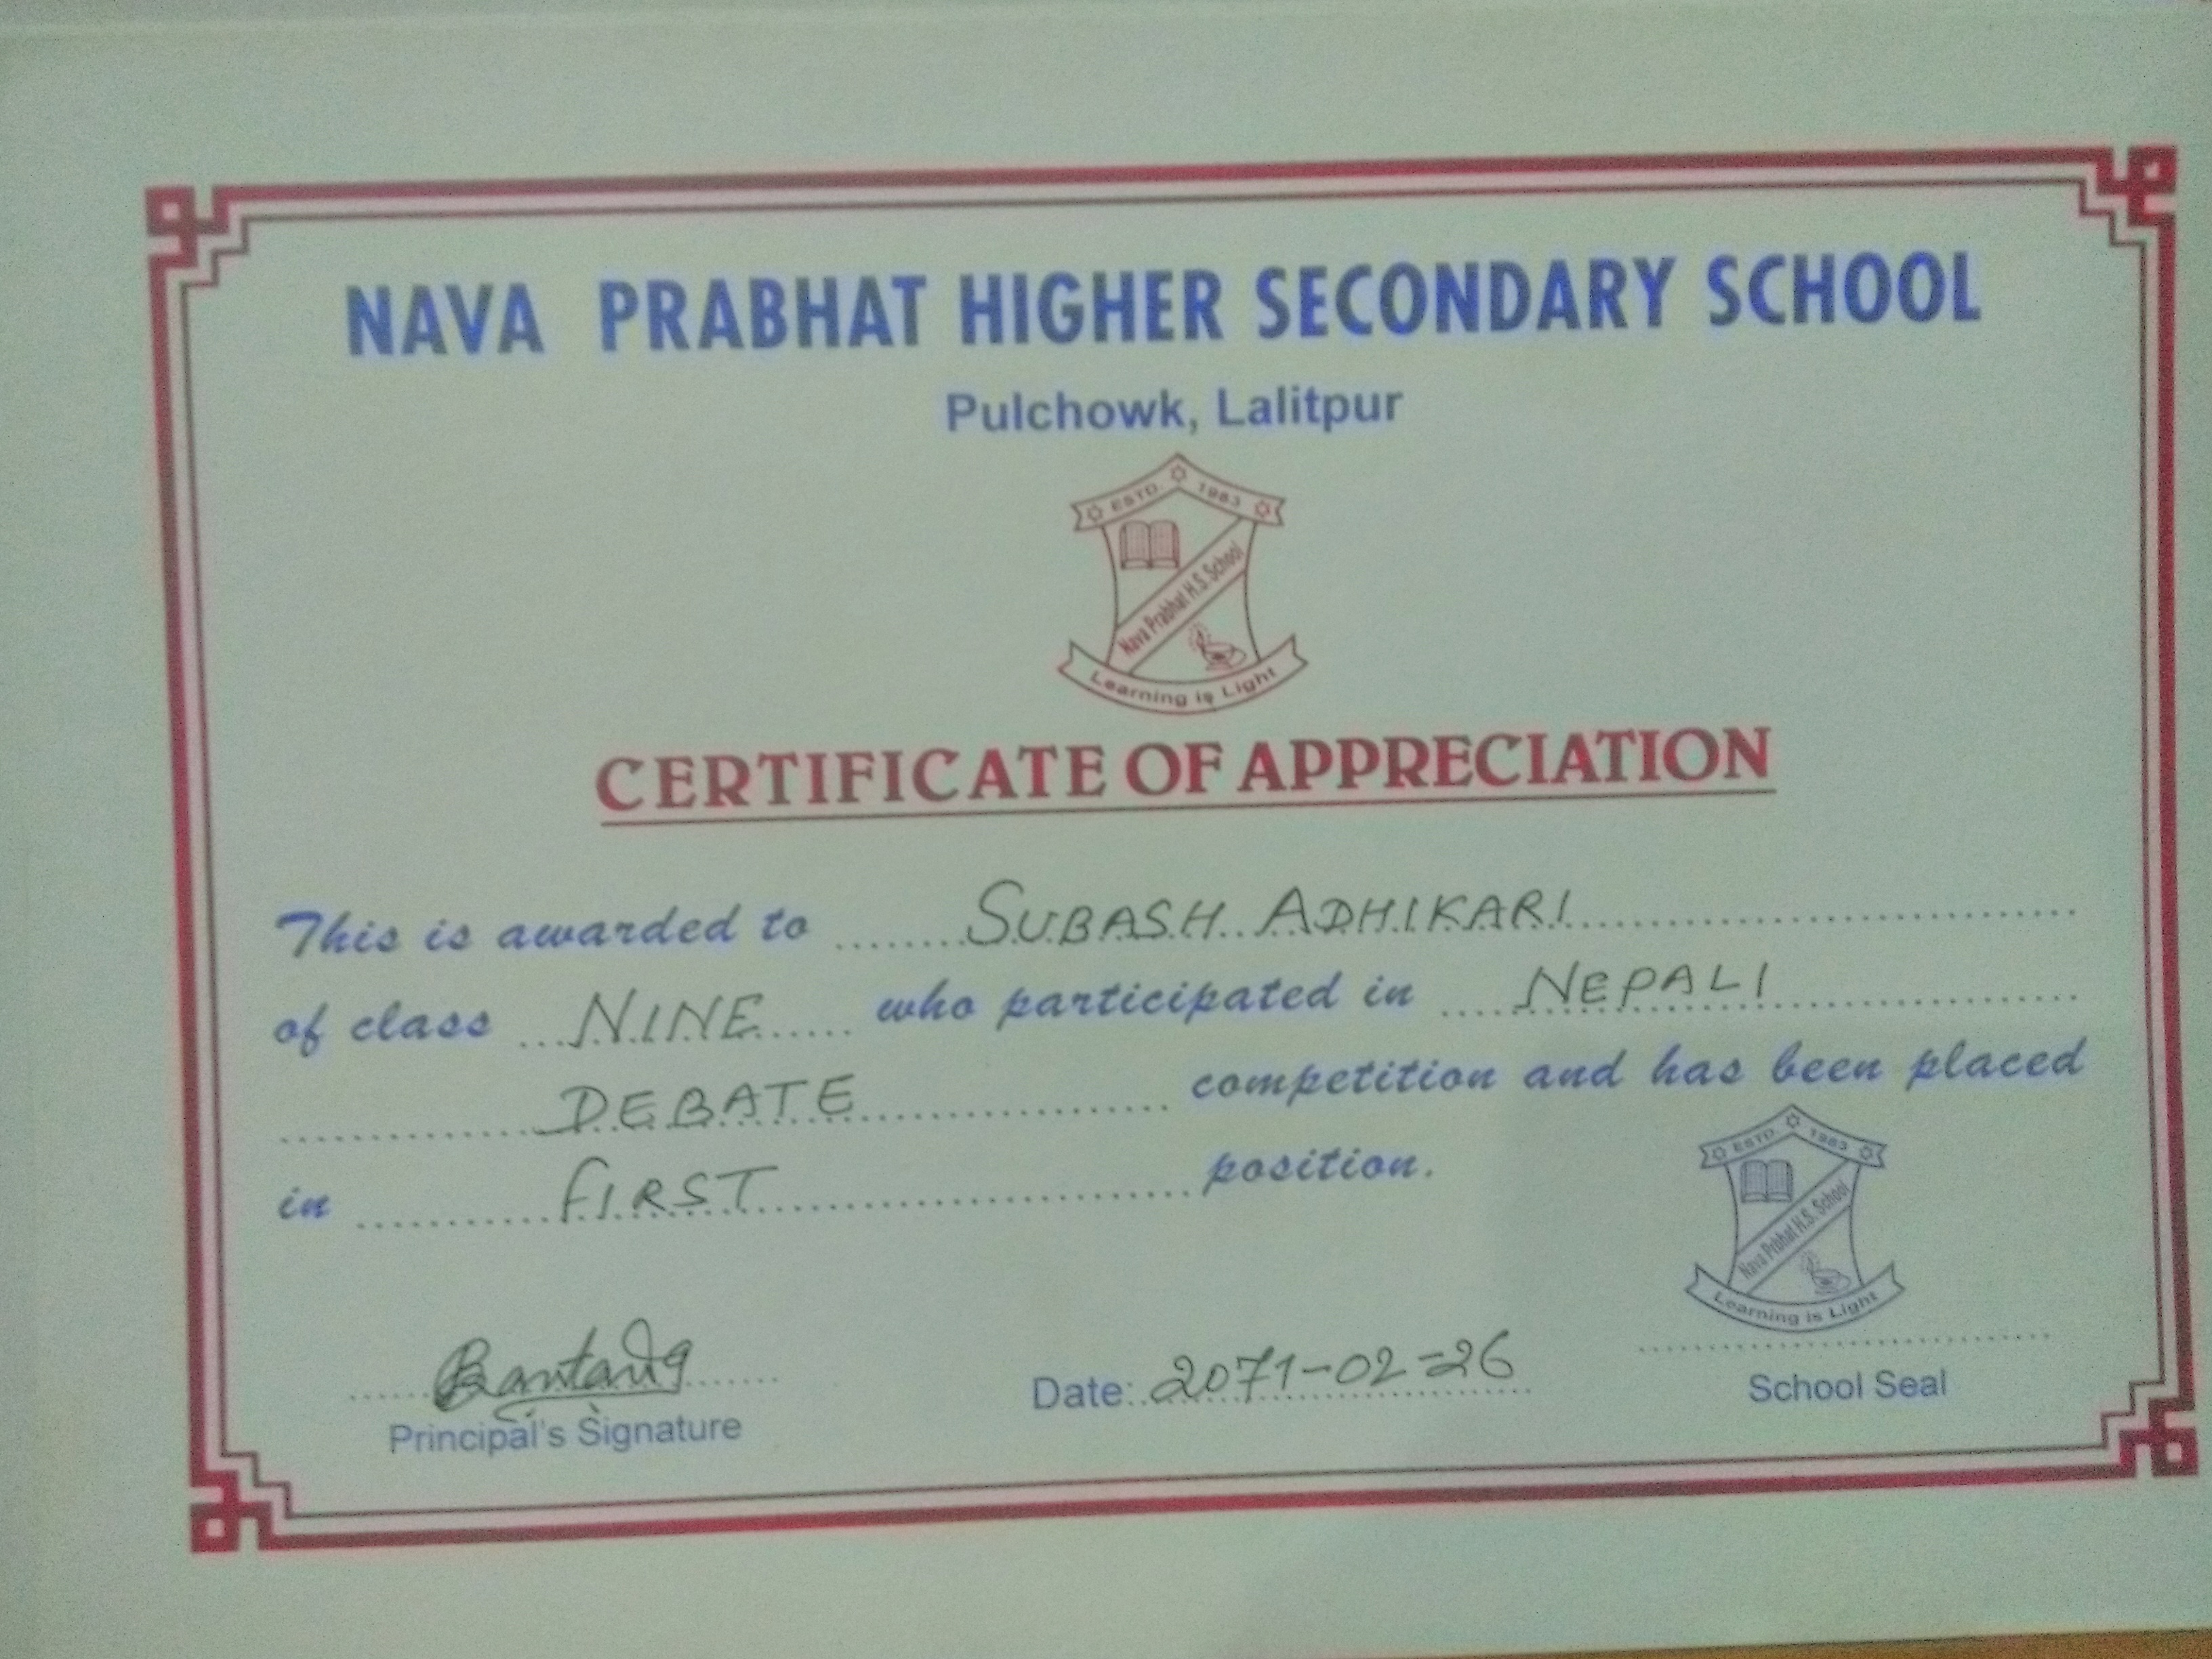 NAVA PRABHAT HIGHER SECONDARY SCHOOL
Pulchowk, Lalitpur
ESTD. 1983
Nava Prabhat H.S. School
Learning is Light
CERTIFICATE OF APPRECIATION
This is awarded to SUBASH ADHIKARI
of class NINE who participated in NEPALI
DEBATE competition and has been placed
in FIRST position.
ESTD. 1983
Nava Prbhat H.S. School
Learning is Light
Date: 2071-02-26
Principal's Signature
School Seal